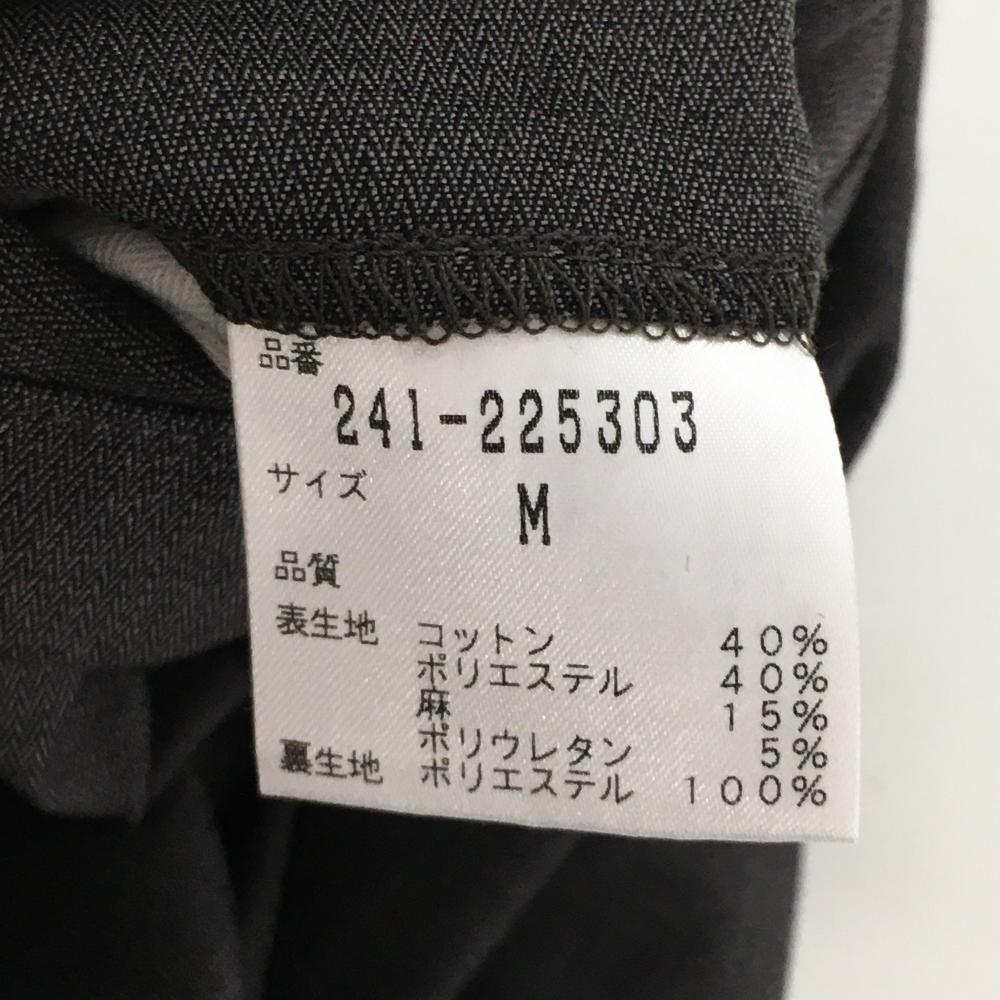 品番
241-225303
サイズ
M
品質
表生地 コットン 40%
ポリエステル 40%
麻 15%
ポリウレタン 5%
裏生地 ポリエステル 100%